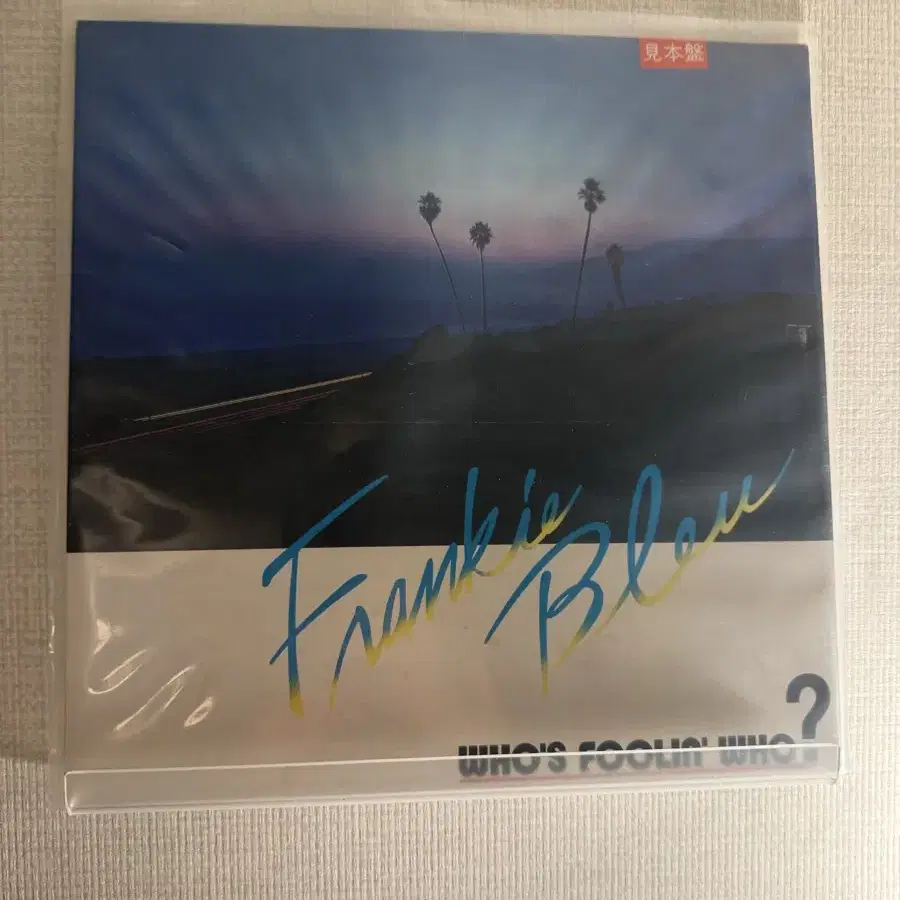 見本盤
Frankie
Bleu
WHO'S FOOLIN' WHO?